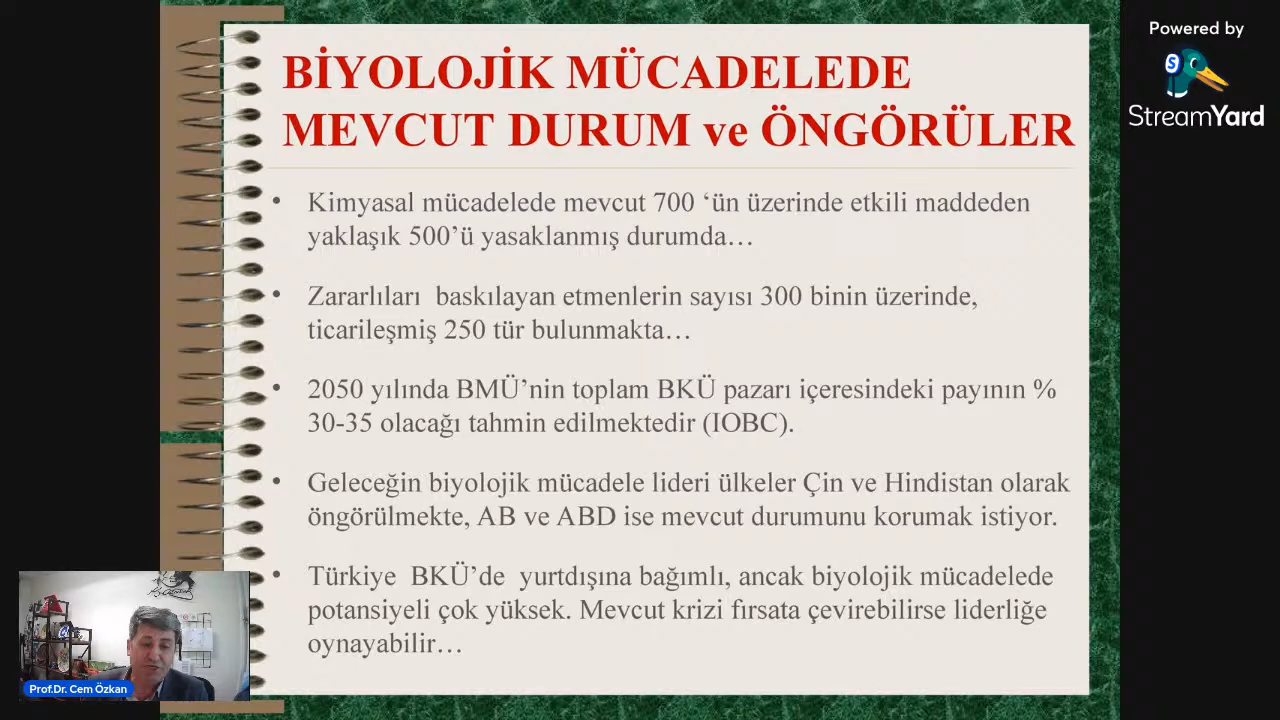 Powered by
StreamYard
BİYOLOJİK MÜCADELEDE
MEVCUT DURUM ve ÖNGÖRÜLER
• Kimyasal mücadelede mevcut 700 ‘ün üzerinde etkili maddeden
yaklaşık 500’ü yasaklanmış durumda…
• Zararlıları baskılayan etmenlerin sayısı 300 binin üzerinde,
ticarileşmiş 250 tür bulunmakta…
• 2050 yılında BMÜ’nin toplam BKÜ pazarı içeresindeki payının %
30-35 olacağı tahmin edilmektedir (IOBC).
• Geleceğin biyolojik mücadele lideri ülkeler Çin ve Hindistan olarak
öngörülmekte, AB ve ABD ise mevcut durumunu korumak istiyor.
• Türkiye BKÜ’de yurtdışına bağımlı, ancak biyolojik mücadelede
potansiyeli çok yüksek. Mevcut krizi fırsata çevirebilirse liderliğe
oynayabilir…
Prof.Dr. Cem Özkan